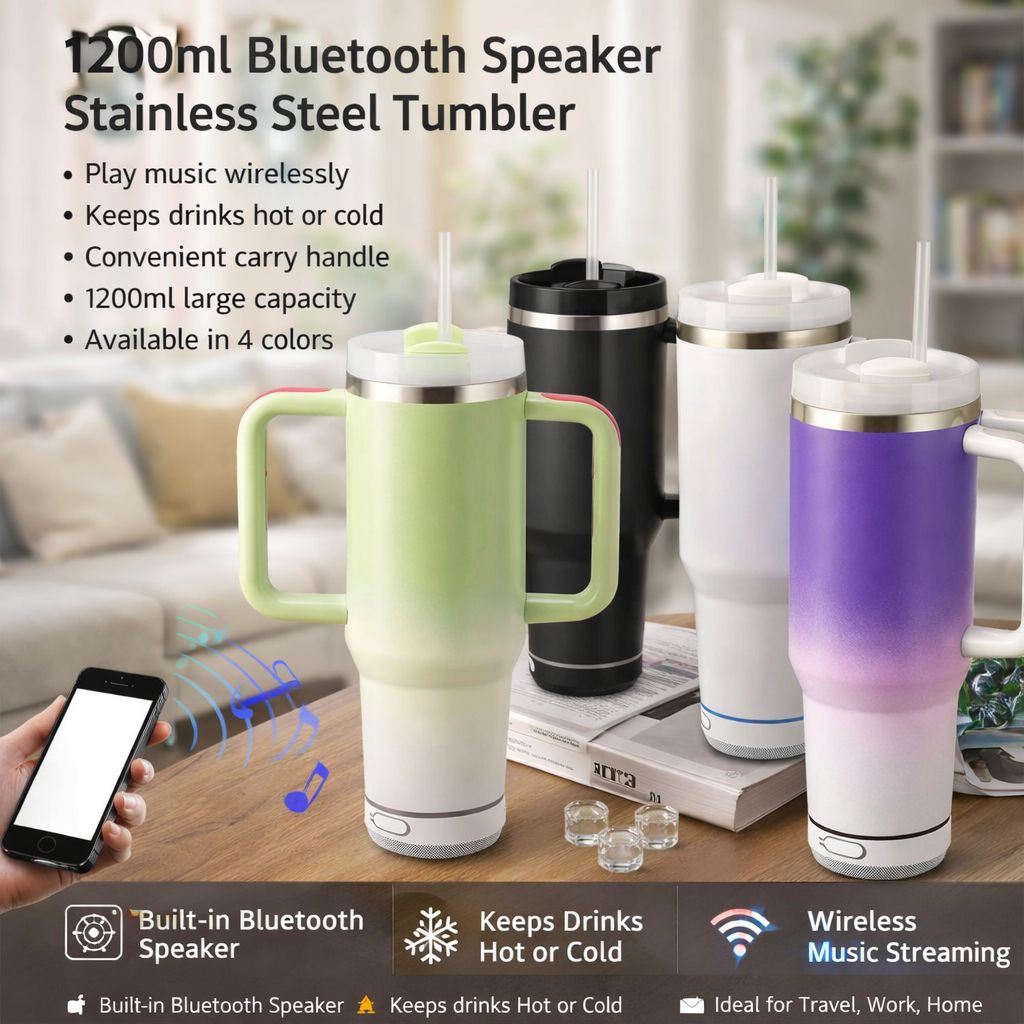 1200ml Bluetooth Speaker
Stainless Steel Tumbler
• Play music wirelessly
• Keeps drinks hot or cold
• Convenient carry handle
• 1200ml large capacity
• Available in 4 colors
Built-in Bluetooth
Speaker
Keeps Drinks
Hot or Cold
Wireless
Music Streaming
Built-in Bluetooth Speaker
Keeps drinks Hot or Cold
Ideal for Travel, Work, Home